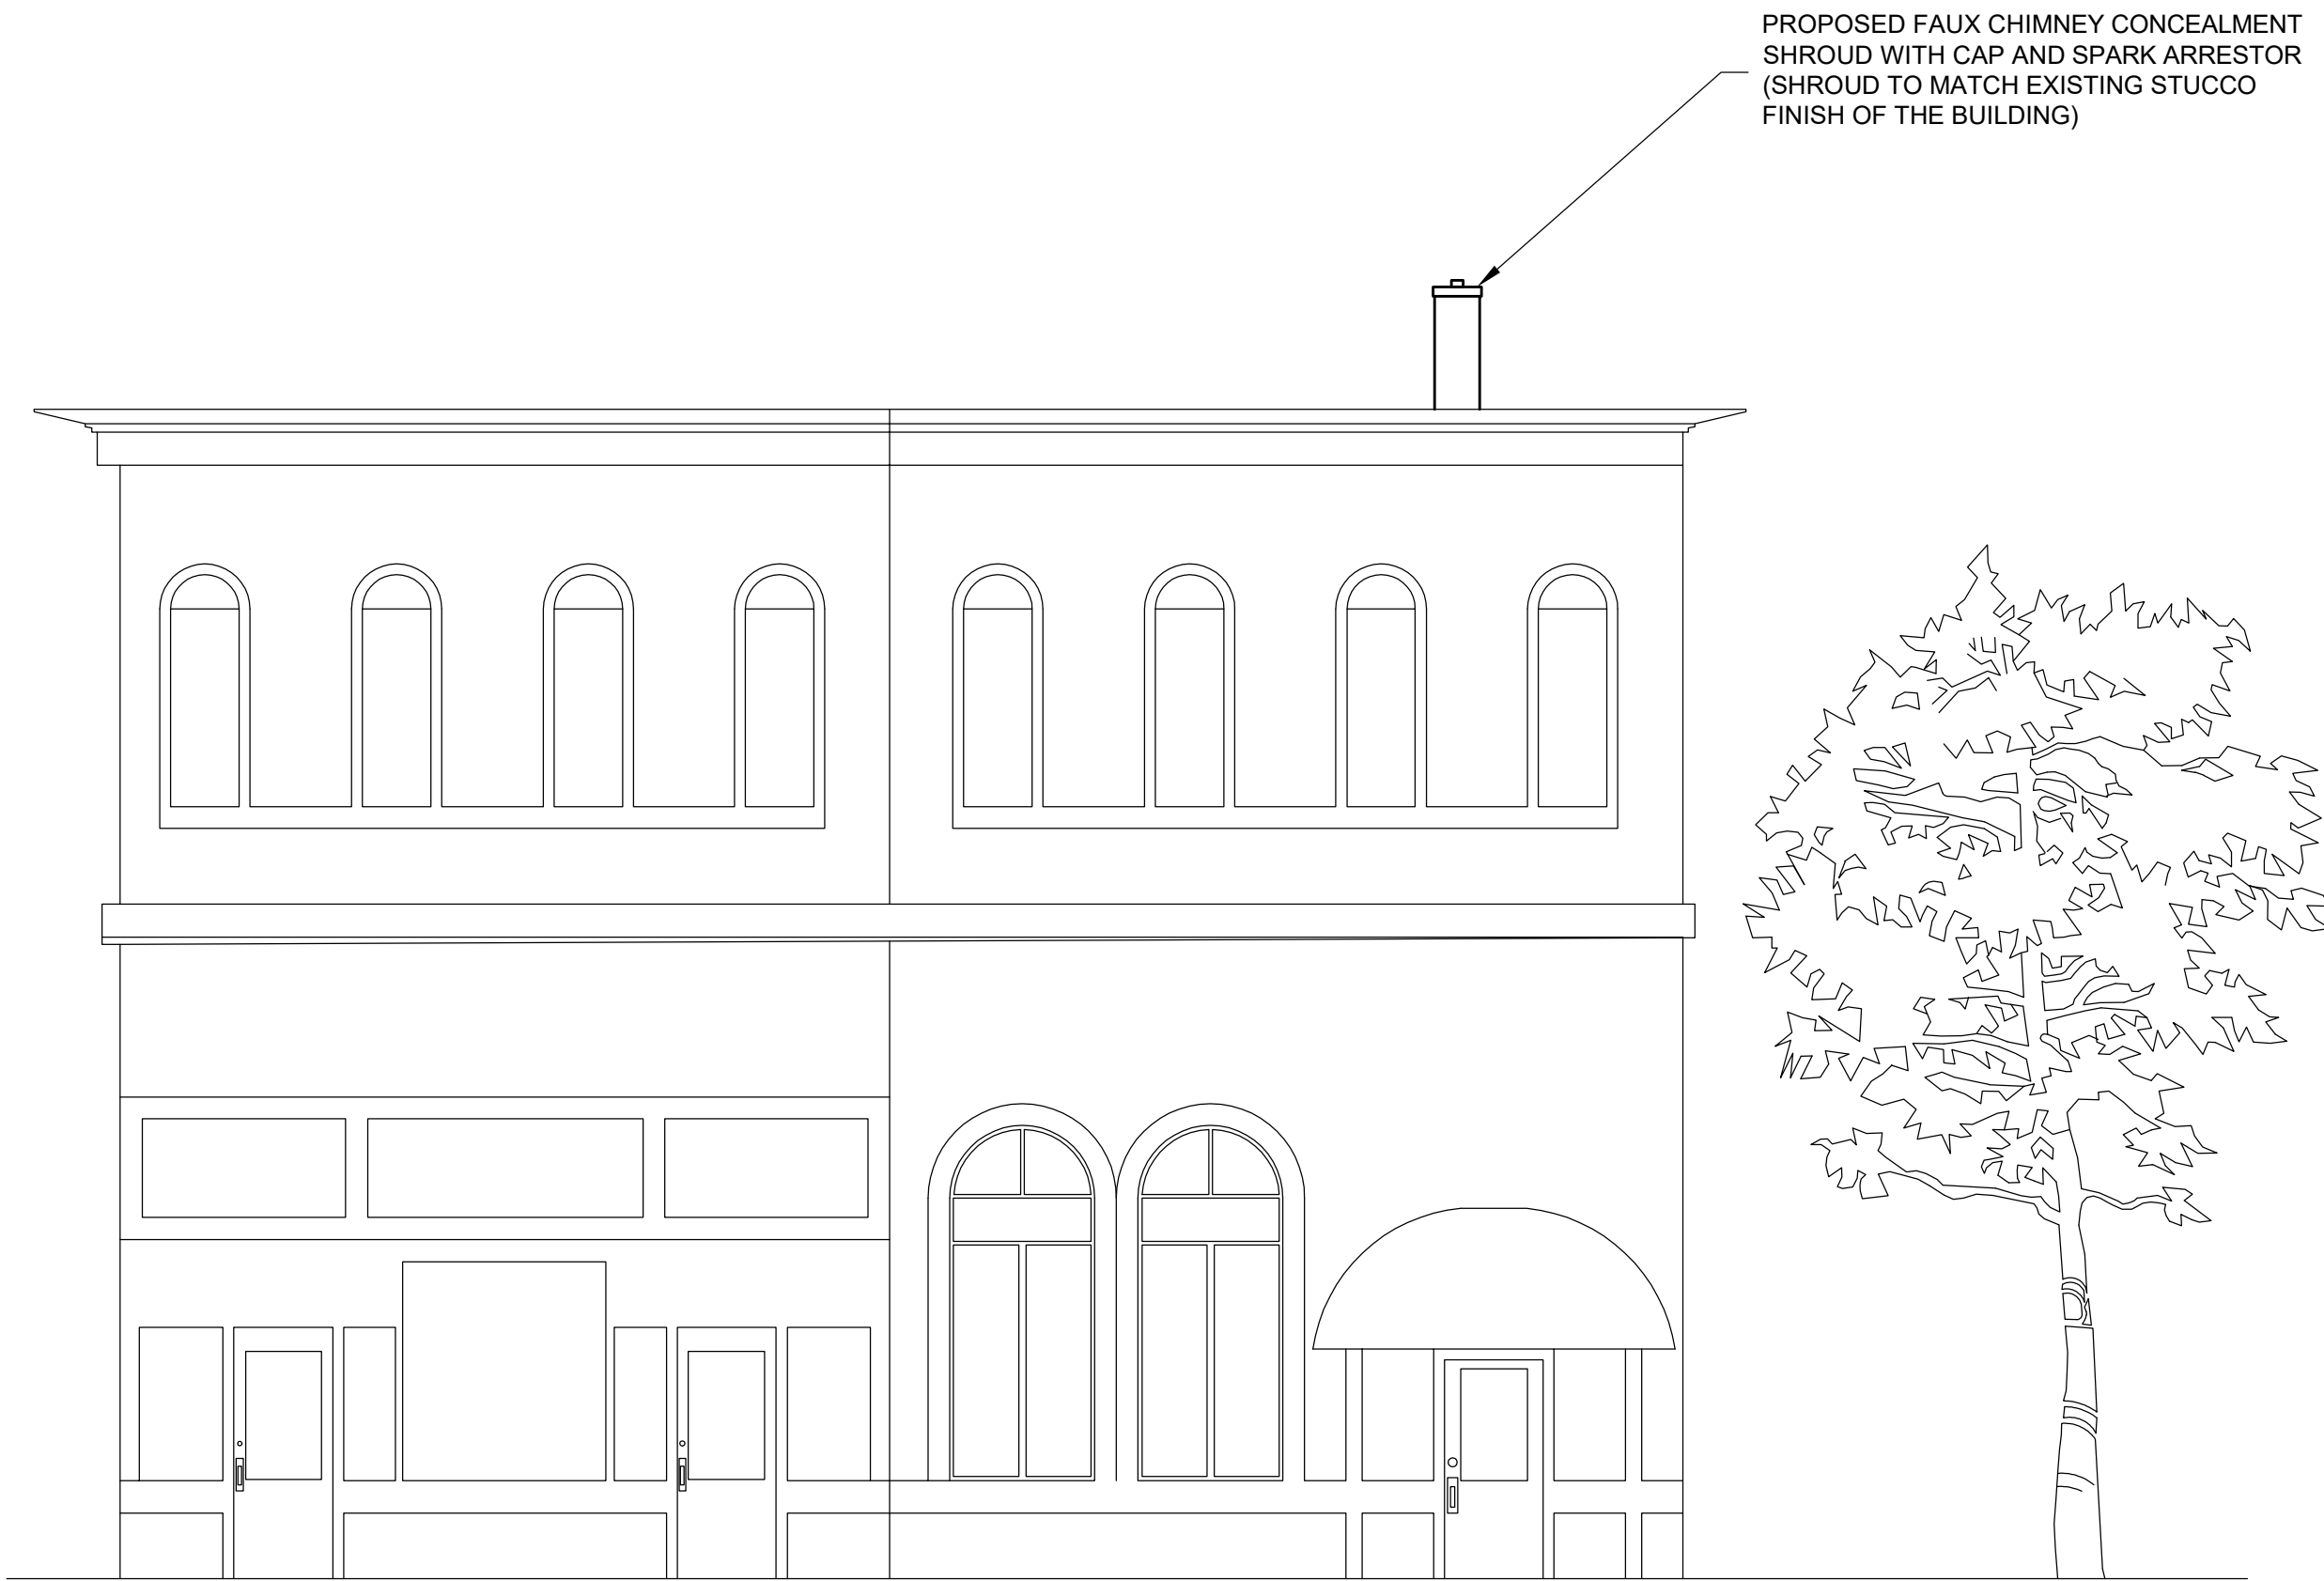 PROPOSED FAUX CHIMNEY CONCEALMENT
SHROUD WITH CAP AND SPARK ARRESTOR
(SHROUD TO MATCH EXISTING STUCCO
FINISH OF THE BUILDING)